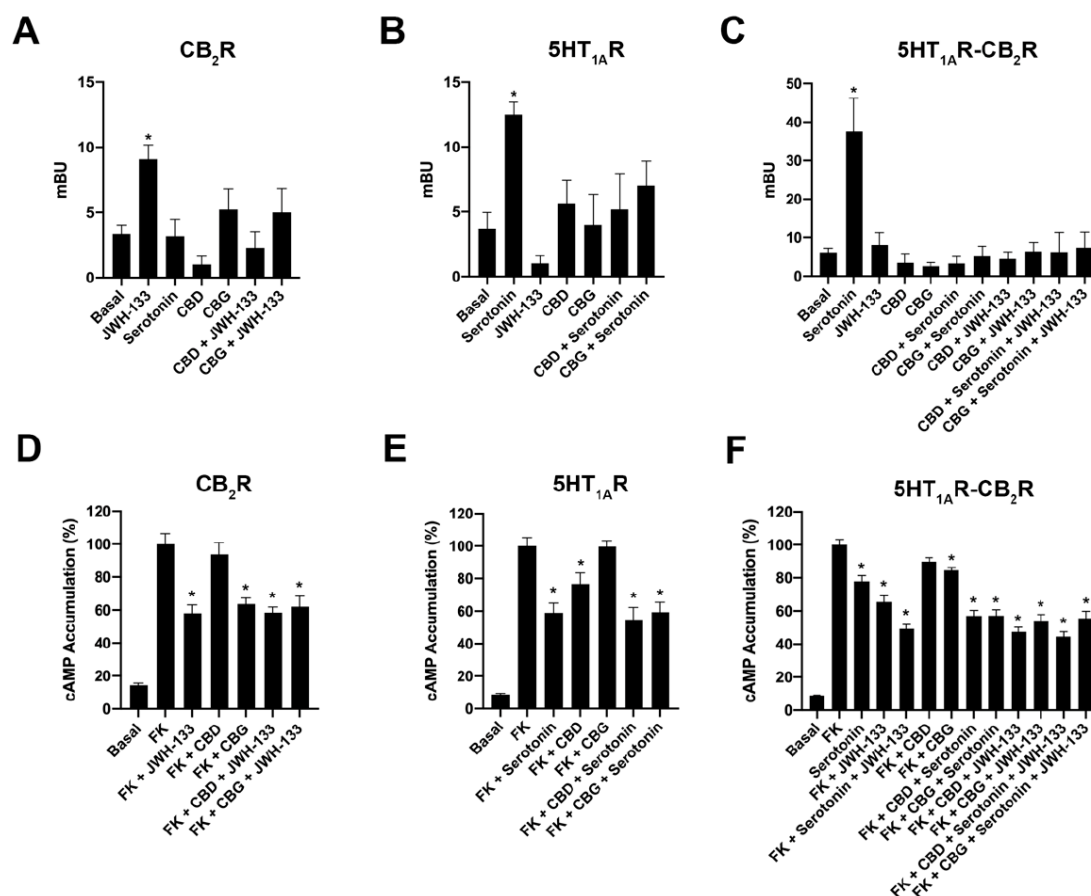 A
CB2R
mBU
15
10
5
0
*
Basal
JWH-133
Serotonin
CBD
CBG
CBD + JWH-133
CBG + JWH-133
B
5HT1AR
mBU
15
10
5
0
*
Basal
Serotonin
JWH-133
CBD
CBG
CBD + Serotonin
CBG + Serotonin
C
5HT1AR-CB2R
mBU
50
40
30
20
10
0
*
Basal
Serotonin
JWH-133
CBD
CBG
CBD + Serotonin
CBG + Serotonin
CBD + JWH-133
CBG + JWH-133
CBD + Serotonin + JWH-133
CBG + Serotonin + JWH-133
D
CB2R
cAMP Accumulation (%)
120
100
80
60
40
20
0
* * * *
Basal
FK
FK + JWH-133
FK + CBD
FK + CBG
FK + CBD + JWH-133
FK + CBG + JWH-133
E
5HT1AR
cAMP Accumulation (%)
120
100
80
60
40
20
0
* * * *
Basal
FK
FK + Serotonin
FK + CBD
FK + CBG
FK + CBD + Serotonin
FK + CBG + Serotonin
F
5HT1AR-CB2R
cAMP Accumulation (%)
120
100
80
60
40
20
0
* * * * * * * * * *
Basal
FK
Serotonin
FK + JWH-133
FK + Serotonin + JWH-133
FK + CBD
FK + CBG
FK + CBD + Serotonin
FK + CBG + Serotonin
FK + CBD + JWH-133
FK + CBG + JWH-133
FK + CBD + Serotonin + JWH-133
FK + CBG + Serotonin + JWH-133